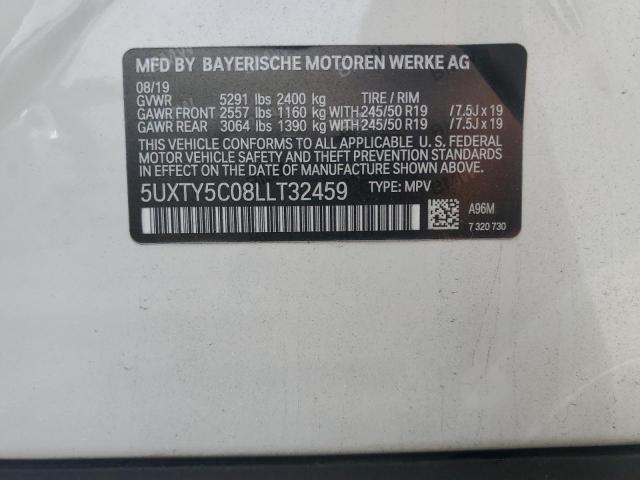 MFD BY BAYERISCHE MOTOREN WERKE AG
08/19
GVWR 5291 lbs 2400 kg TIRE / RIM
GAWR FRONT 2557 lbs 1160 kg WITH 245/50 R19 / 7.5J x 19
GAWR REAR 3064 lbs 1390 kg WITH 245/50 R19 / 7.5J x 19
THIS VEHICLE CONFORMS TO ALL APPLICABLE U. S. FEDERAL
MOTOR VEHICLE SAFETY AND THEFT PREVENTION STANDARDS
IN EFFECT ON THE DATE OF MANUFACTURE SHOWN ABOVE.
5UXTY5C08LLT32459 TYPE: MPV
A96M
7 320 730